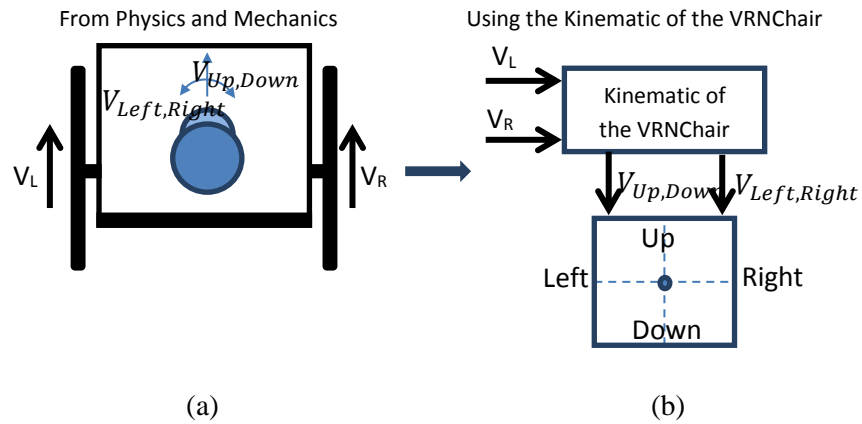 From Physics and Mechanics
V_{Up,Down}
V_{Left,Right}
V_L
V_R
(a)
Using the Kinematic of the VRNChair
V_L
V_R
Kinematic of
the VRNChair
V_{Up,Down}
V_{Left,Right}
Up
Left
Right
Down
(b)